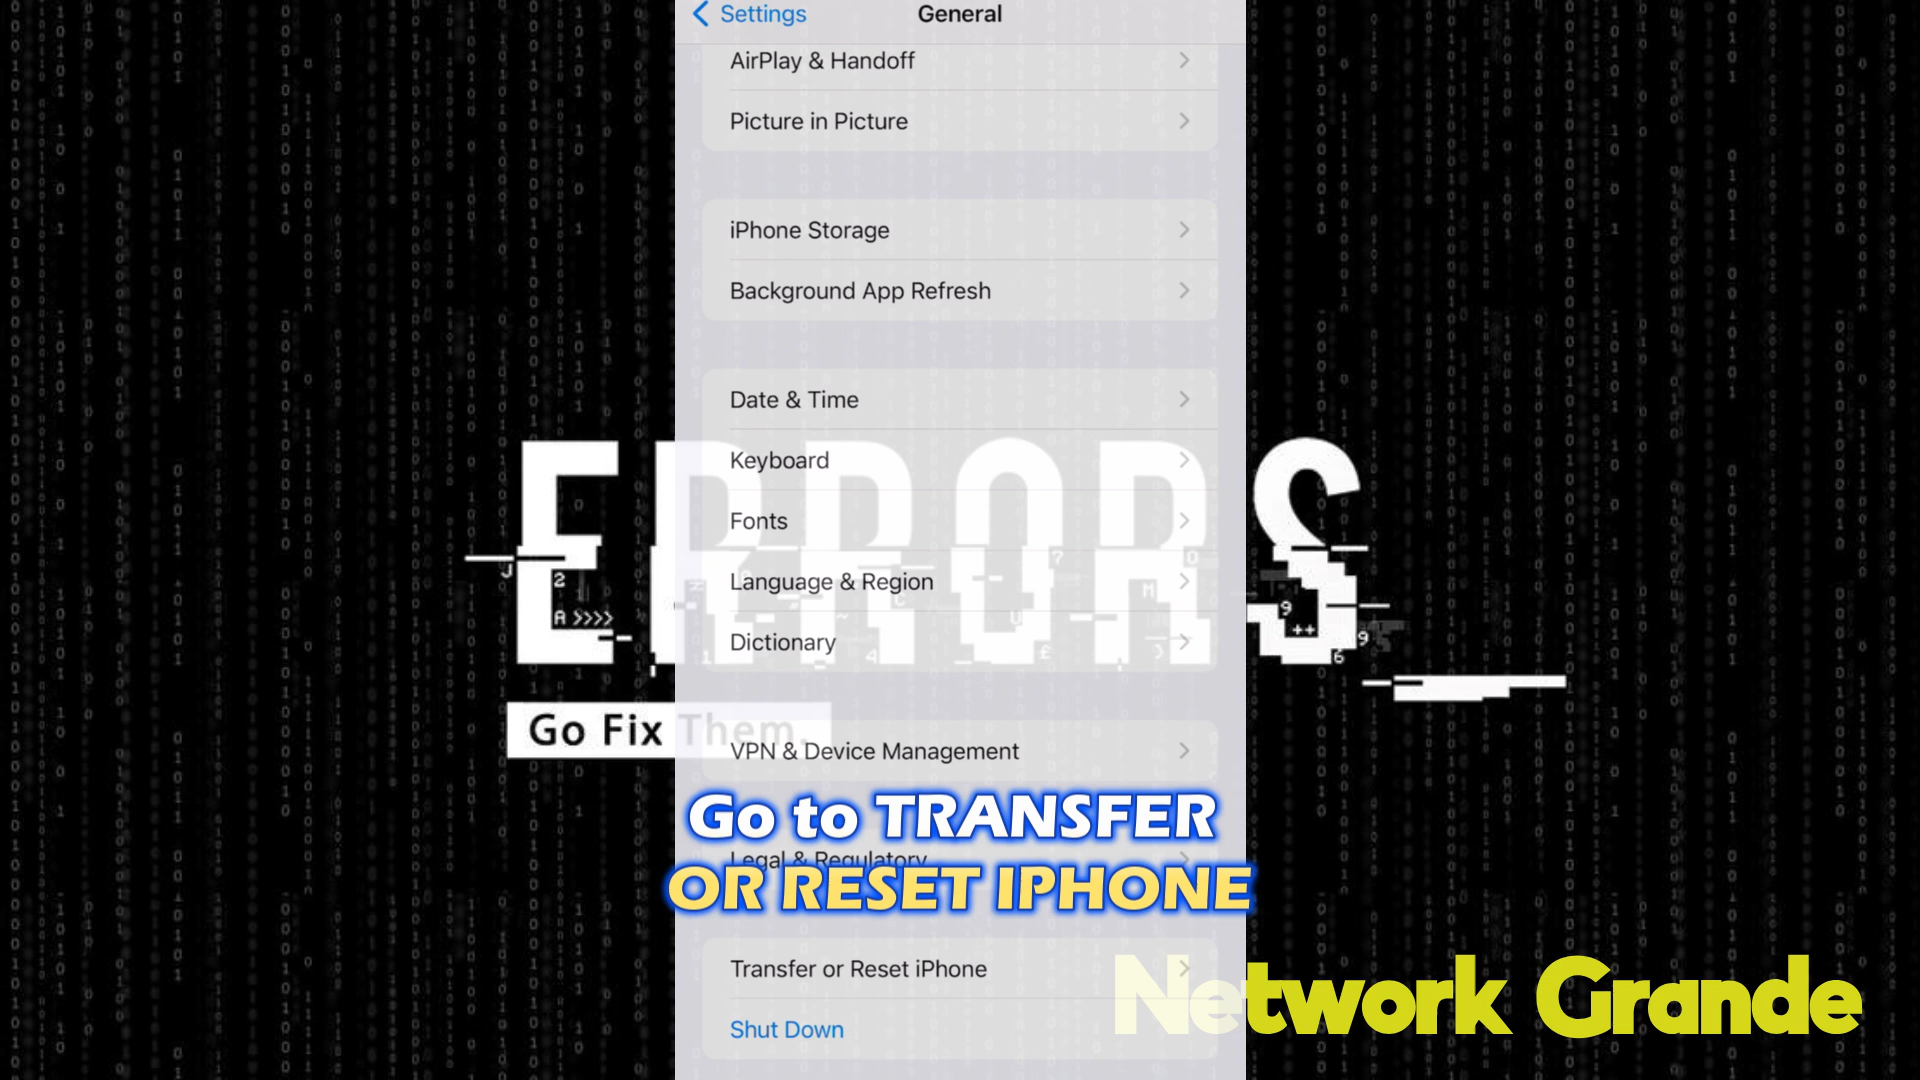 Settings
General
AirPlay & Handoff
Picture in Picture
iPhone Storage
Background App Refresh
Date & Time
Keyboard
ERRORS
Fonts
Language & Region
Dictionary
Go Fix Them.
VPN & Device Management
Go to TRANSFER
Legal & Regulatory
OR RESET IPHONE
Transfer or Reset iPhone
Network Grande
Shut Down